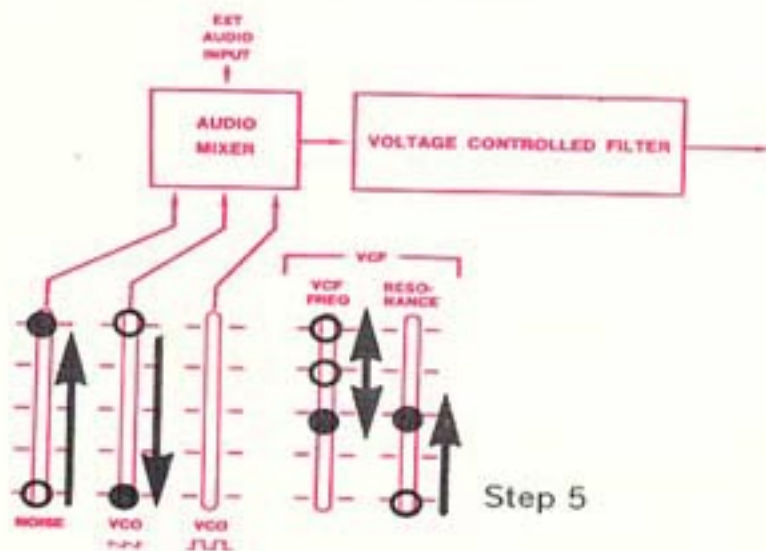 EXT
AUDIO
INPUT
AUDIO
MIXER
VOLTAGE CONTROLLED FILTER
VCF
VCF
FREQ
RESO-
NANCE
NOISE
VCO
VCO
Step 5